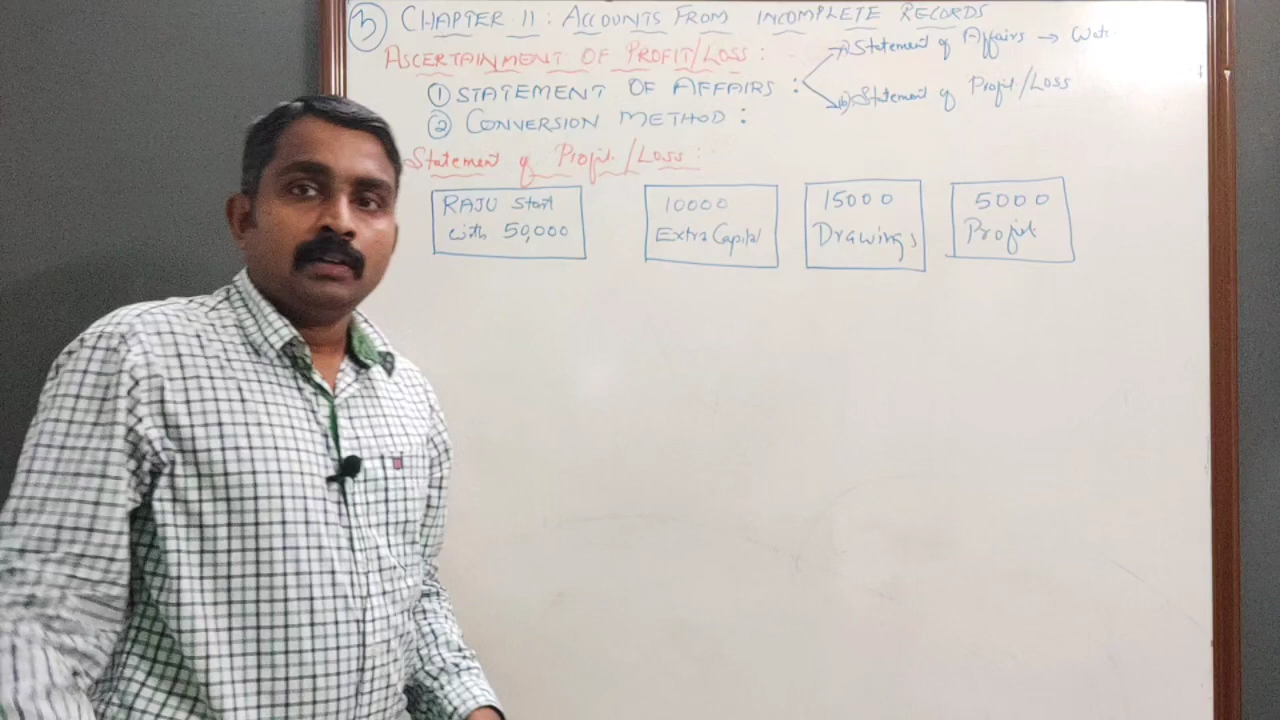 ③ CHAPTER 11: ACCOUNTS FROM INCOMPLETE RECORDS
ASCERTAINMENT OF PROFIT/LOSS:
① STATEMENT OF AFFAIRS :
a) Statement of Affairs →
b) Statement of Profit/Loss
② CONVERSION METHOD :
Statement of Profit/Loss:
RAJU Start
with 50,000
10000
Extra Capital
15000
Drawings
5000
Profit